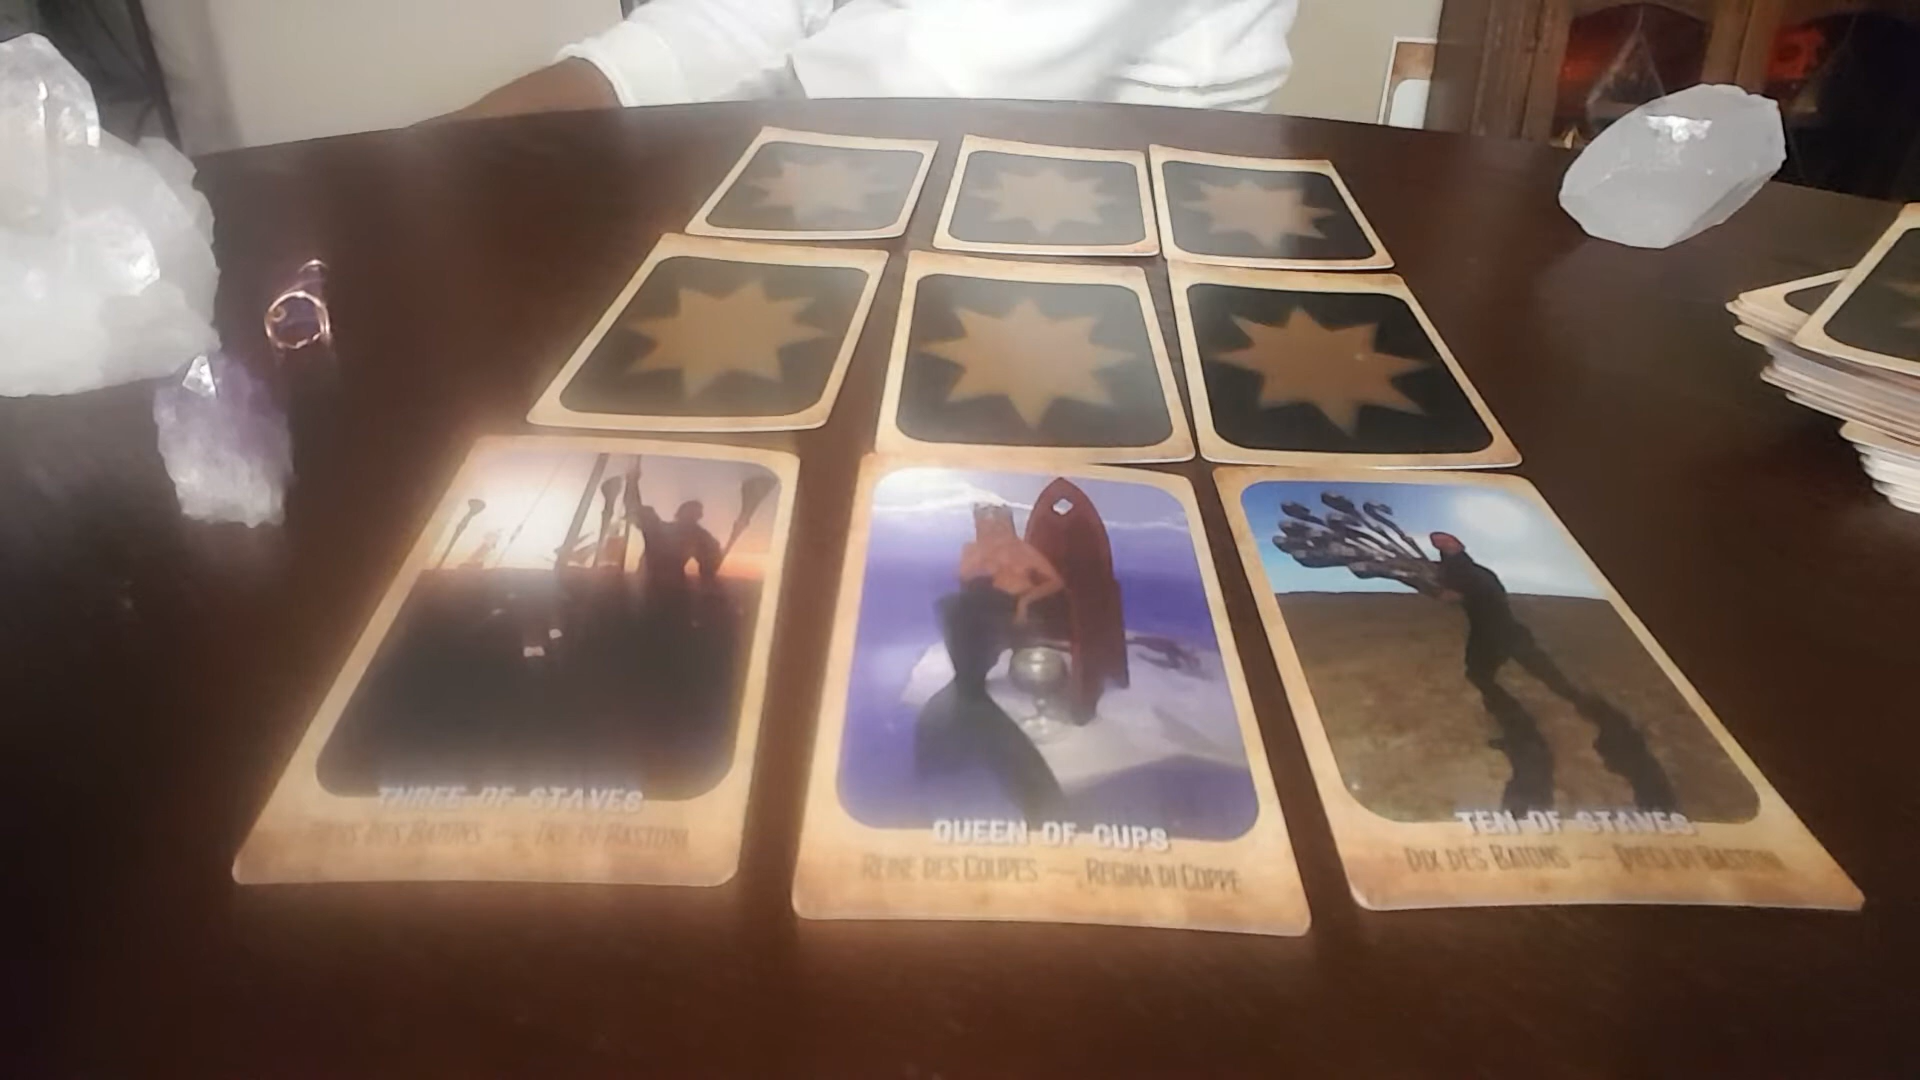 THREE OF STAVES
TROIS DES BATONS — TRE DI BASTONI
QUEEN OF CUPS
REINE DES COUPES — REGINA DI COPPE
TEN OF STAVES
DIX DES BATONS — DIECI DI BASTONI